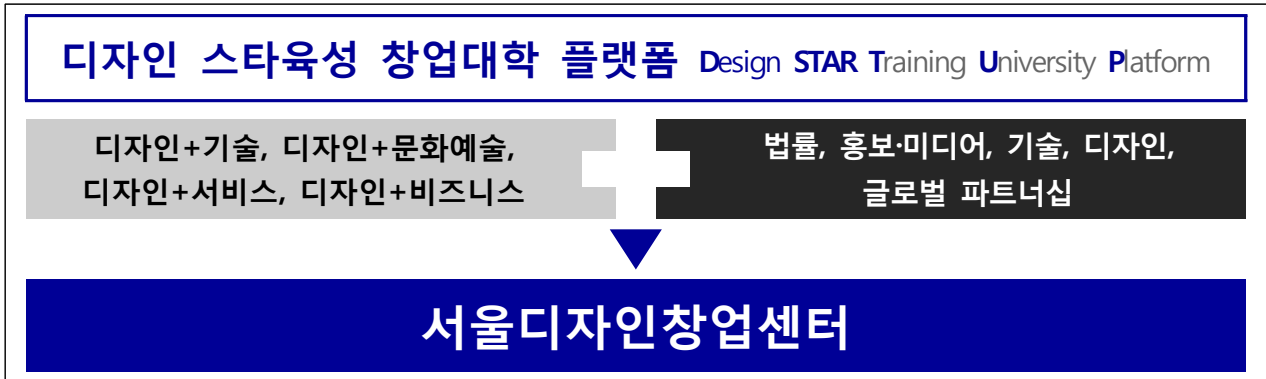 디자인 스타육성 창업대학 플랫폼 Design STAR Training University Platform
디자인+기술, 디자인+문화예술,
디자인+서비스, 디자인+비즈니스
법률, 홍보·미디어, 기술, 디자인,
글로벌 파트너십
서울디자인창업센터